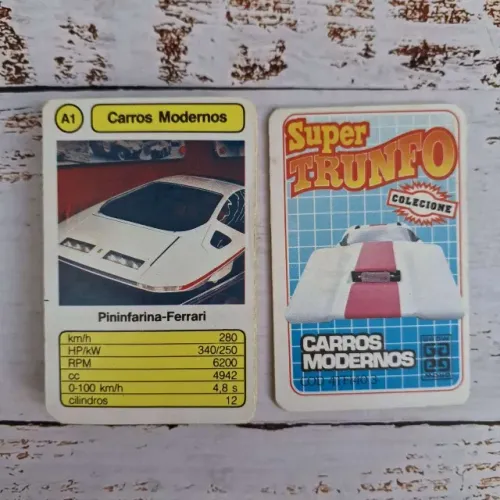 A1 Carros Modernos
Pininfarina-Ferrari
km/h 280
HP/kW 340/250
RPM 6200
cc 4942
0-100 km/h 4,8 s
cilindros 12
Super
TRUNFO
COLECIONE
CARROS
MODERNOS